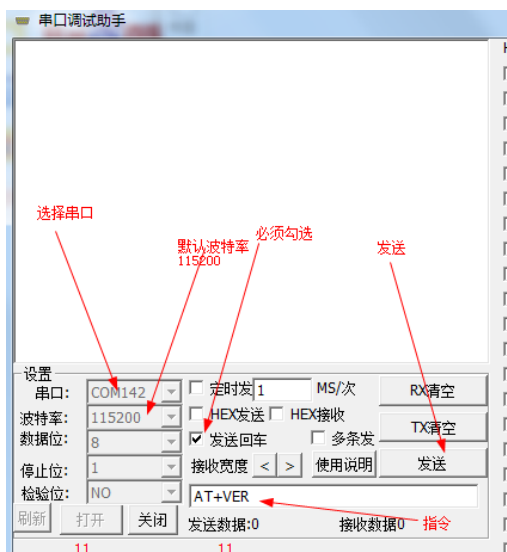 串口调试助手
选择串口
默认波特率
115200
必须勾选
发送
设置
串口: COM142 定时发 1 MS/次 RX清空
波特率: 115200 HEX发送 HEX接收 TX清空
数据位: 8 发送回车 多条发
停止位: 1 接收宽度 < > 使用说明 发送
检验位: NO AT+VER
刷新 打开 关闭 发送数据:0 接收数据0 指令
11 11